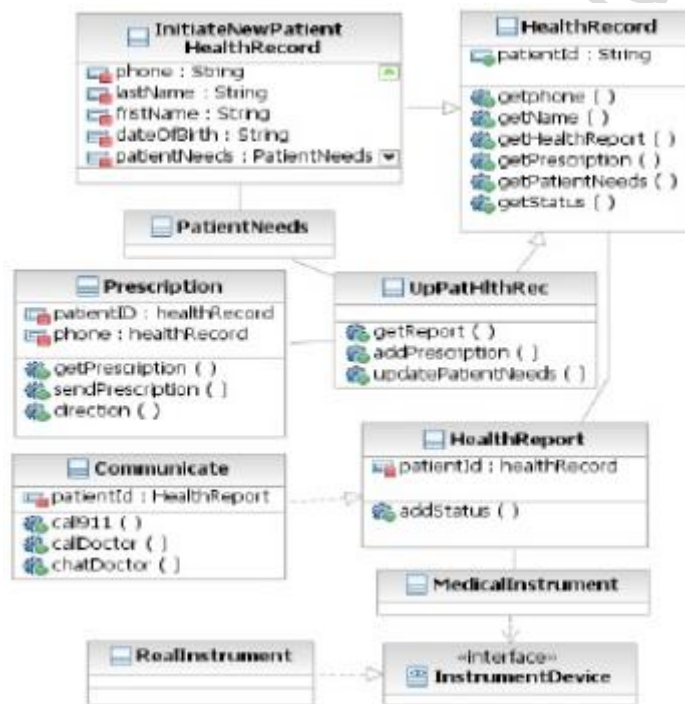 InitiateNewPatient
HealthRecord
phone : String
lastName : String
fristName : String
dateOfBirth : String
patientNeeds : PatientNeeds
HealthRecord
patientId : String
getphone ( )
getName ( )
getHealthReport ( )
getPrescription ( )
getPatientNeeds ( )
getStatus ( )
PatientNeeds
Prescription
patientID : healthRecord
phone : healthRecord
getPrescription ( )
sendPrescription ( )
direction ( )
UpPatHlthRec
getReport ( )
addPrescription ( )
updatePatientNeeds ( )
HealthReport
patientId : healthRecord
addStatus ( )
Communicate
patientId : HealthReport
call911 ( )
callDoctor ( )
chatDoctor ( )
MedicalInstrument
RealInstrument
«interface»
InstrumentDevice